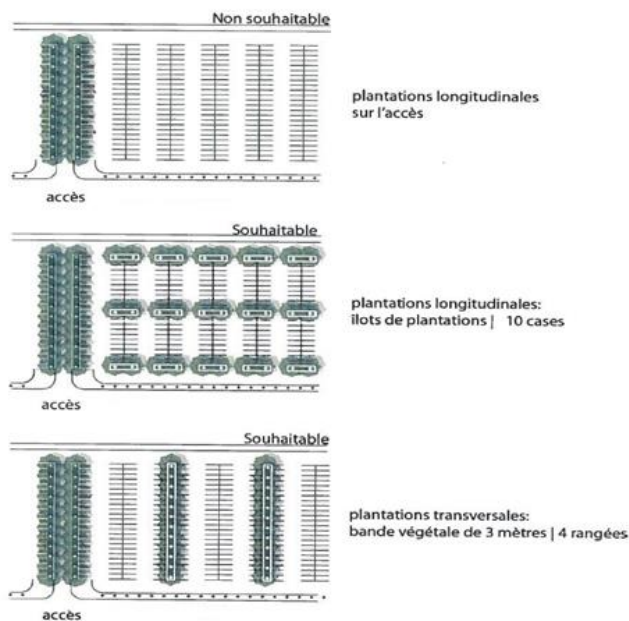 Non souhaitable
plantations longitudinales
sur l'accès
accès
Souhaitable
plantations longitudinales:
îlots de plantations | 10 cases
accès
Souhaitable
plantations transversales:
bande végétale de 3 mètres | 4 rangées
accès